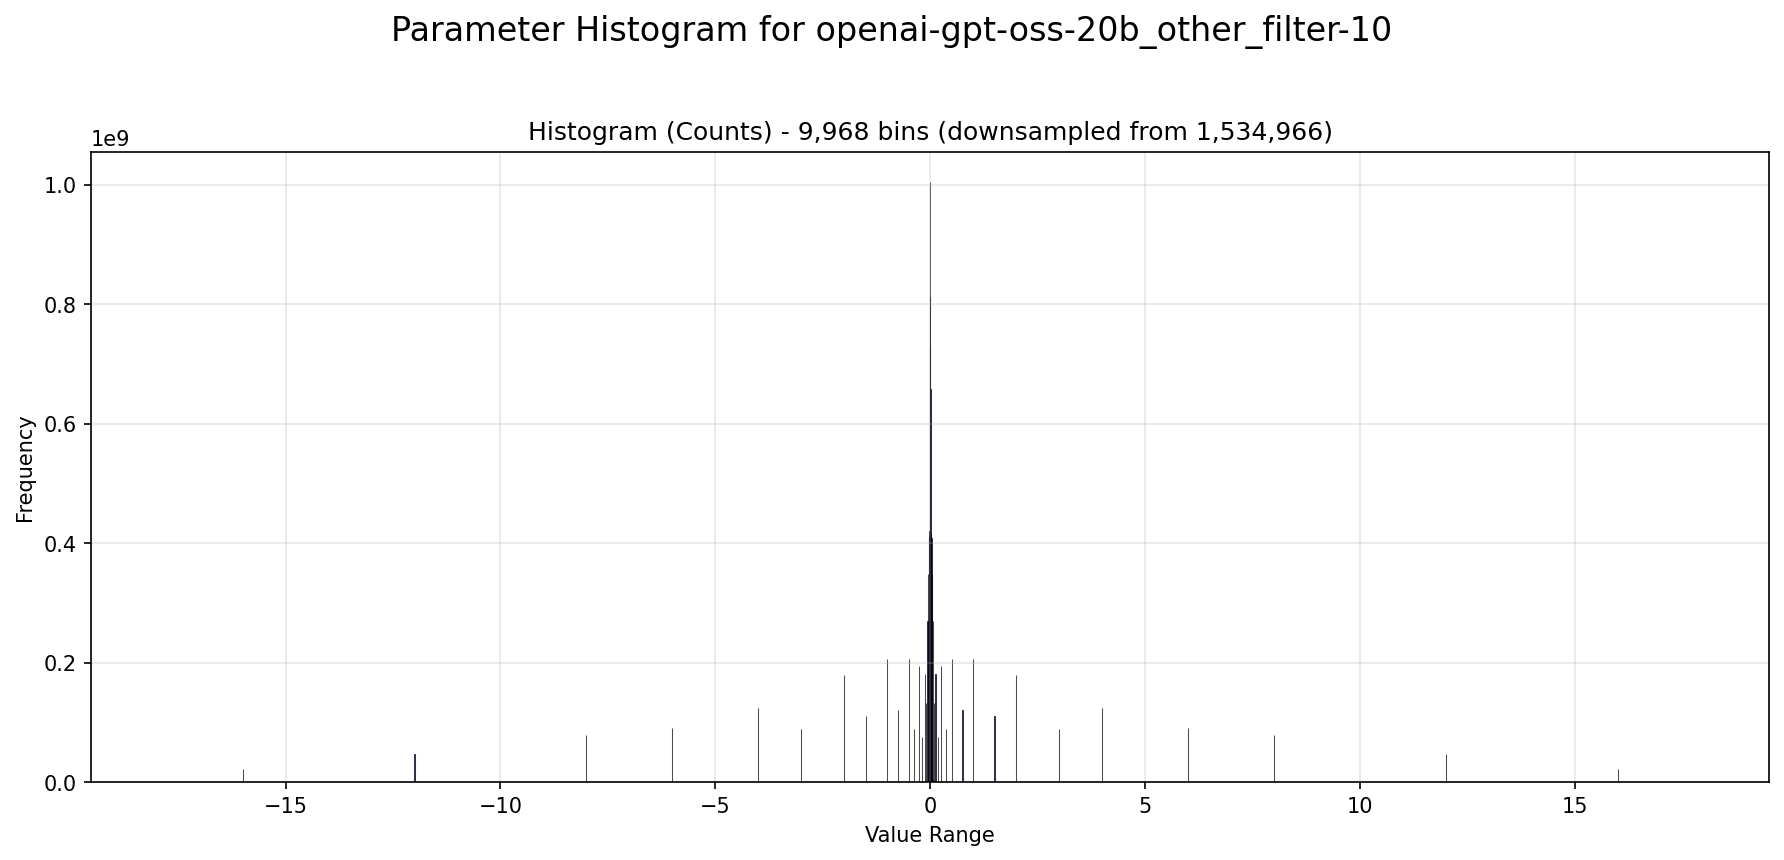 Parameter Histogram for openai-gpt-oss-20b_other_filter-10
Histogram (Counts) - 9,968 bins (downsampled from 1,534,966)
1e9
1.0
0.8
0.6
0.4
0.2
0.0
Frequency
−15 −10 −5 0 5 10 15
Value Range